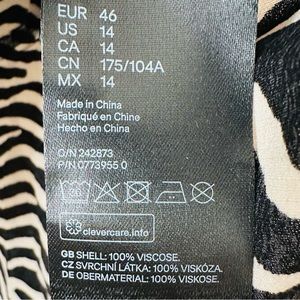 EUR 46
US 14
CA 14
CN 175/104A
MX 14
Made in China
Fabriqué en Chine
Hecho en China
O/N 242873
P/N 0773955 0
clevercare.info
GB SHELL: 100% VISCOSE.
CZ SVRCHNÍ LÁTKA: 100% VISKÓZA.
DE OBERMATERIAL: 100% VISKOSE.